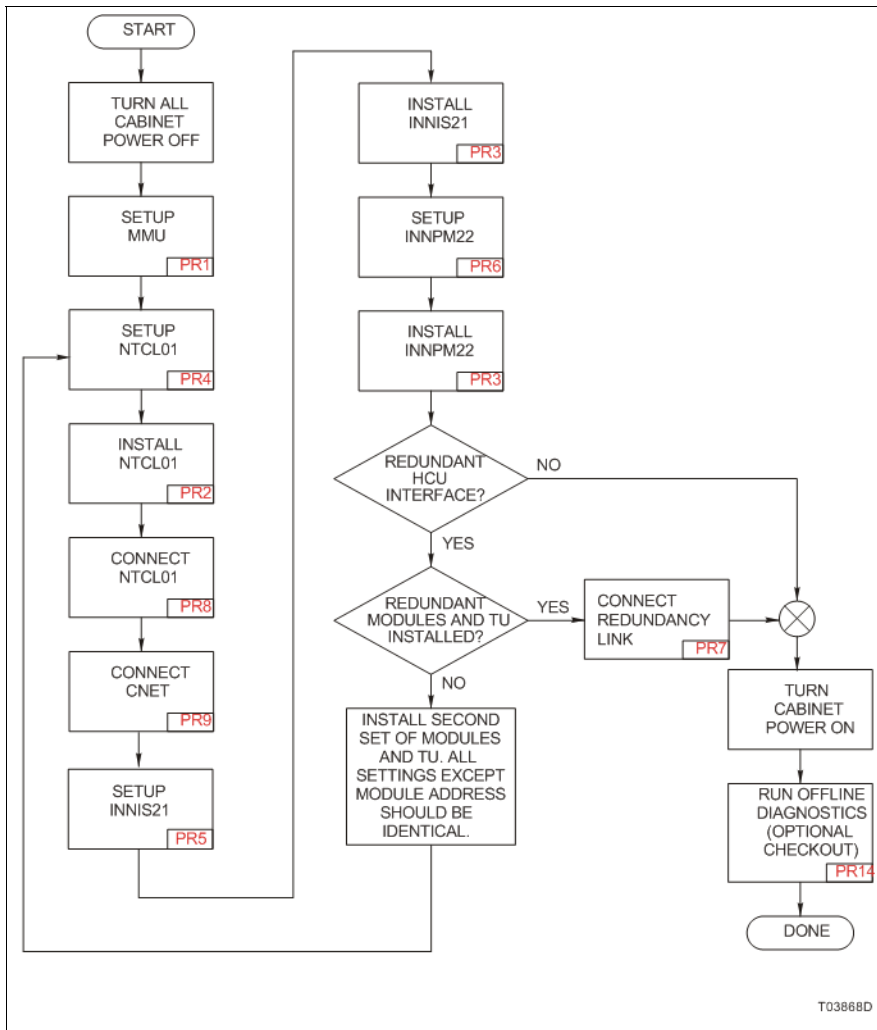 START
TURN ALL
CABINET
POWER OFF
SETUP
MMU
PR1
SETUP
NTCL01
PR4
INSTALL
NTCL01
PR2
CONNECT
NTCL01
PR8
CONNECT
CNET
PR9
SETUP
INNIS21
PR5
INSTALL
INNIS21
PR3
SETUP
INNPM22
PR6
INSTALL
INNPM22
PR3
REDUNDANT
HCU
INTERFACE?
NO
YES
REDUNDANT
MODULES AND TU
INSTALLED?
YES
NO
CONNECT
REDUNDANCY
LINK
PR7
INSTALL SECOND
SET OF MODULES
AND TU. ALL
SETTINGS EXCEPT
MODULE ADDRESS
SHOULD BE
IDENTICAL.
TURN
CABINET
POWER ON
RUN OFFLINE
DIAGNOSTICS
(OPTIONAL
CHECKOUT)
PR14
DONE
T03868D